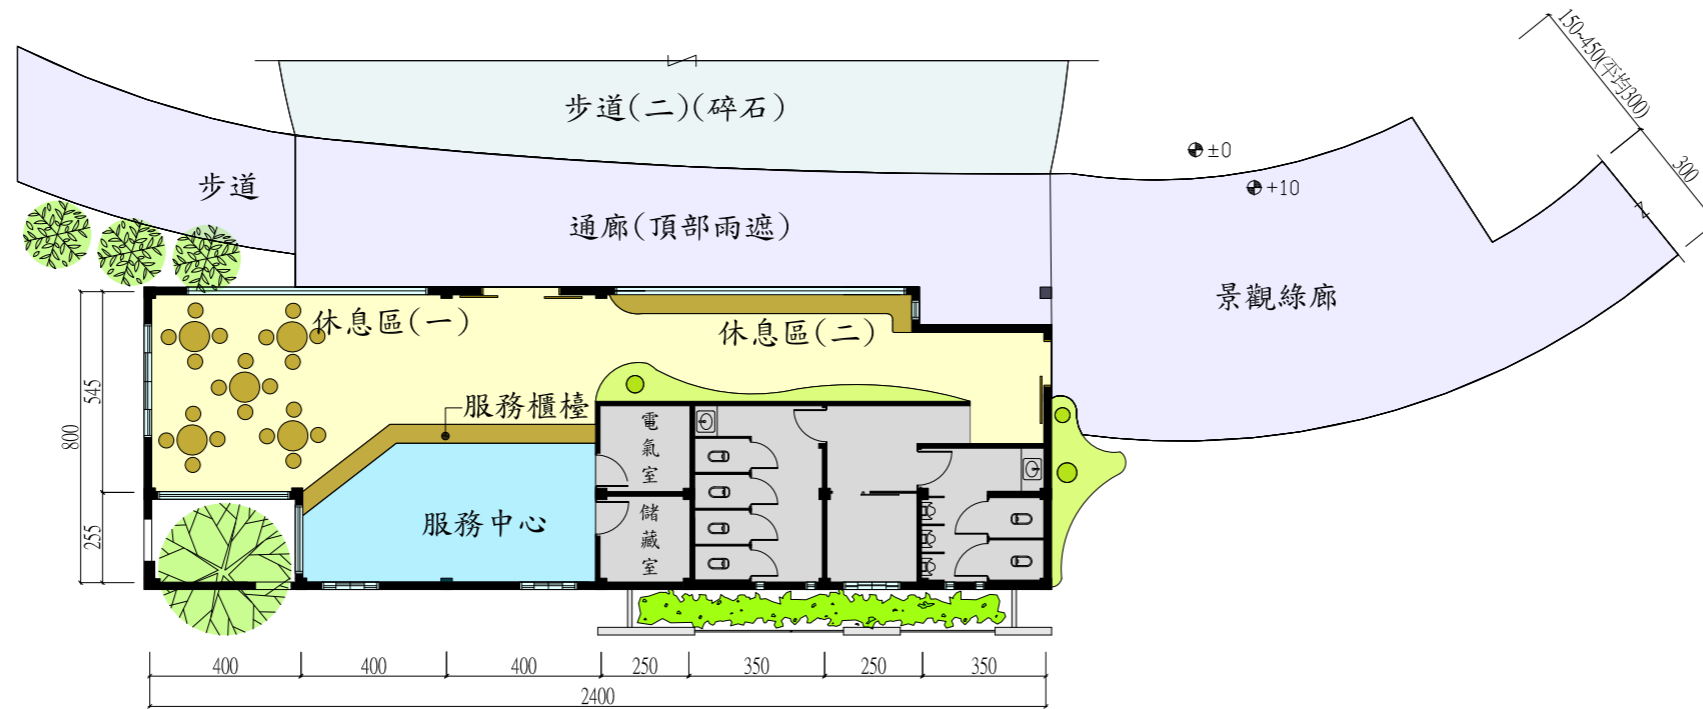 150~450(平均300)
300
步道(二)(碎石)
±0
+10
步道
通廊(頂部雨遮)
景觀綠廊
休息區(一)
休息區(二)
服務櫃檯
電氣室
儲藏室
服務中心
800
545
255
400
400
400
250
350
250
350
2400